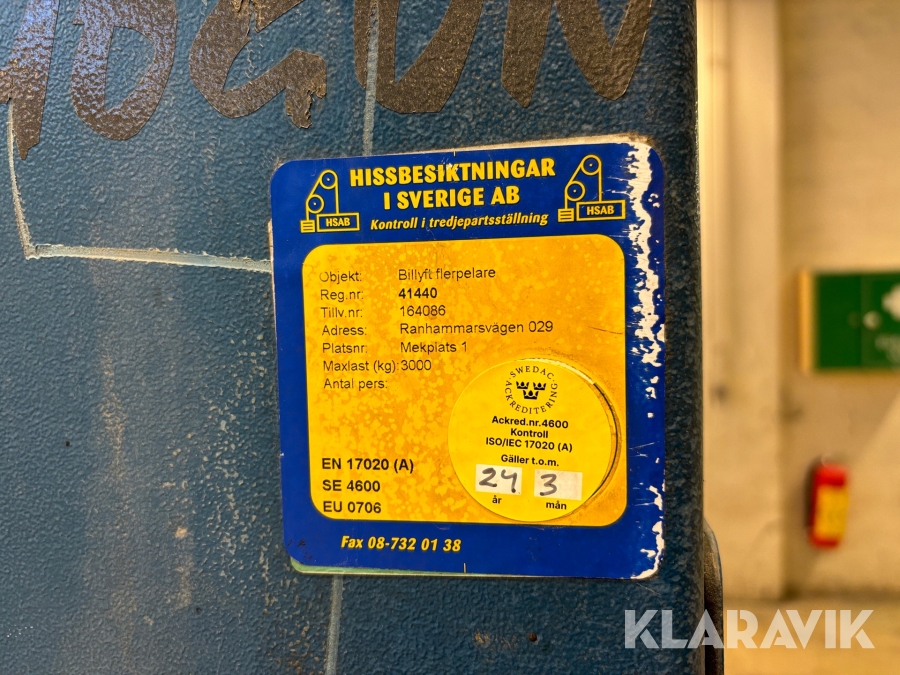 HISSBESIKTNINGAR
I SVERIGE AB
Kontroll i tredjepartsställning
HSAB
HSAB
Objekt: Billyft flerpelare
Reg.nr: 41440
Tillv.nr: 164086
Adress: Ranhammarsvägen 029
Platsnr: Mekplats 1
Maxlast (kg): 3000
Antal pers:
SWEDAC
ACKREDITERING
Ackred.nr.4600
Kontroll
ISO/IEC 17020 (A)
Gäller t.o.m.
24 3
år mån
EN 17020 (A)
SE 4600
EU 0706
Fax 08-732 01 38
KLARAVIK